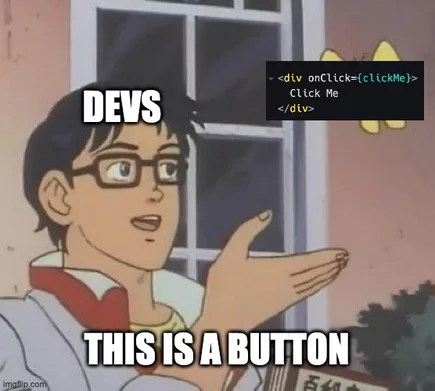 DEVS
<div onClick={clickMe}>
Click Me
</div>
THIS IS A BUTTON
imgflip.com